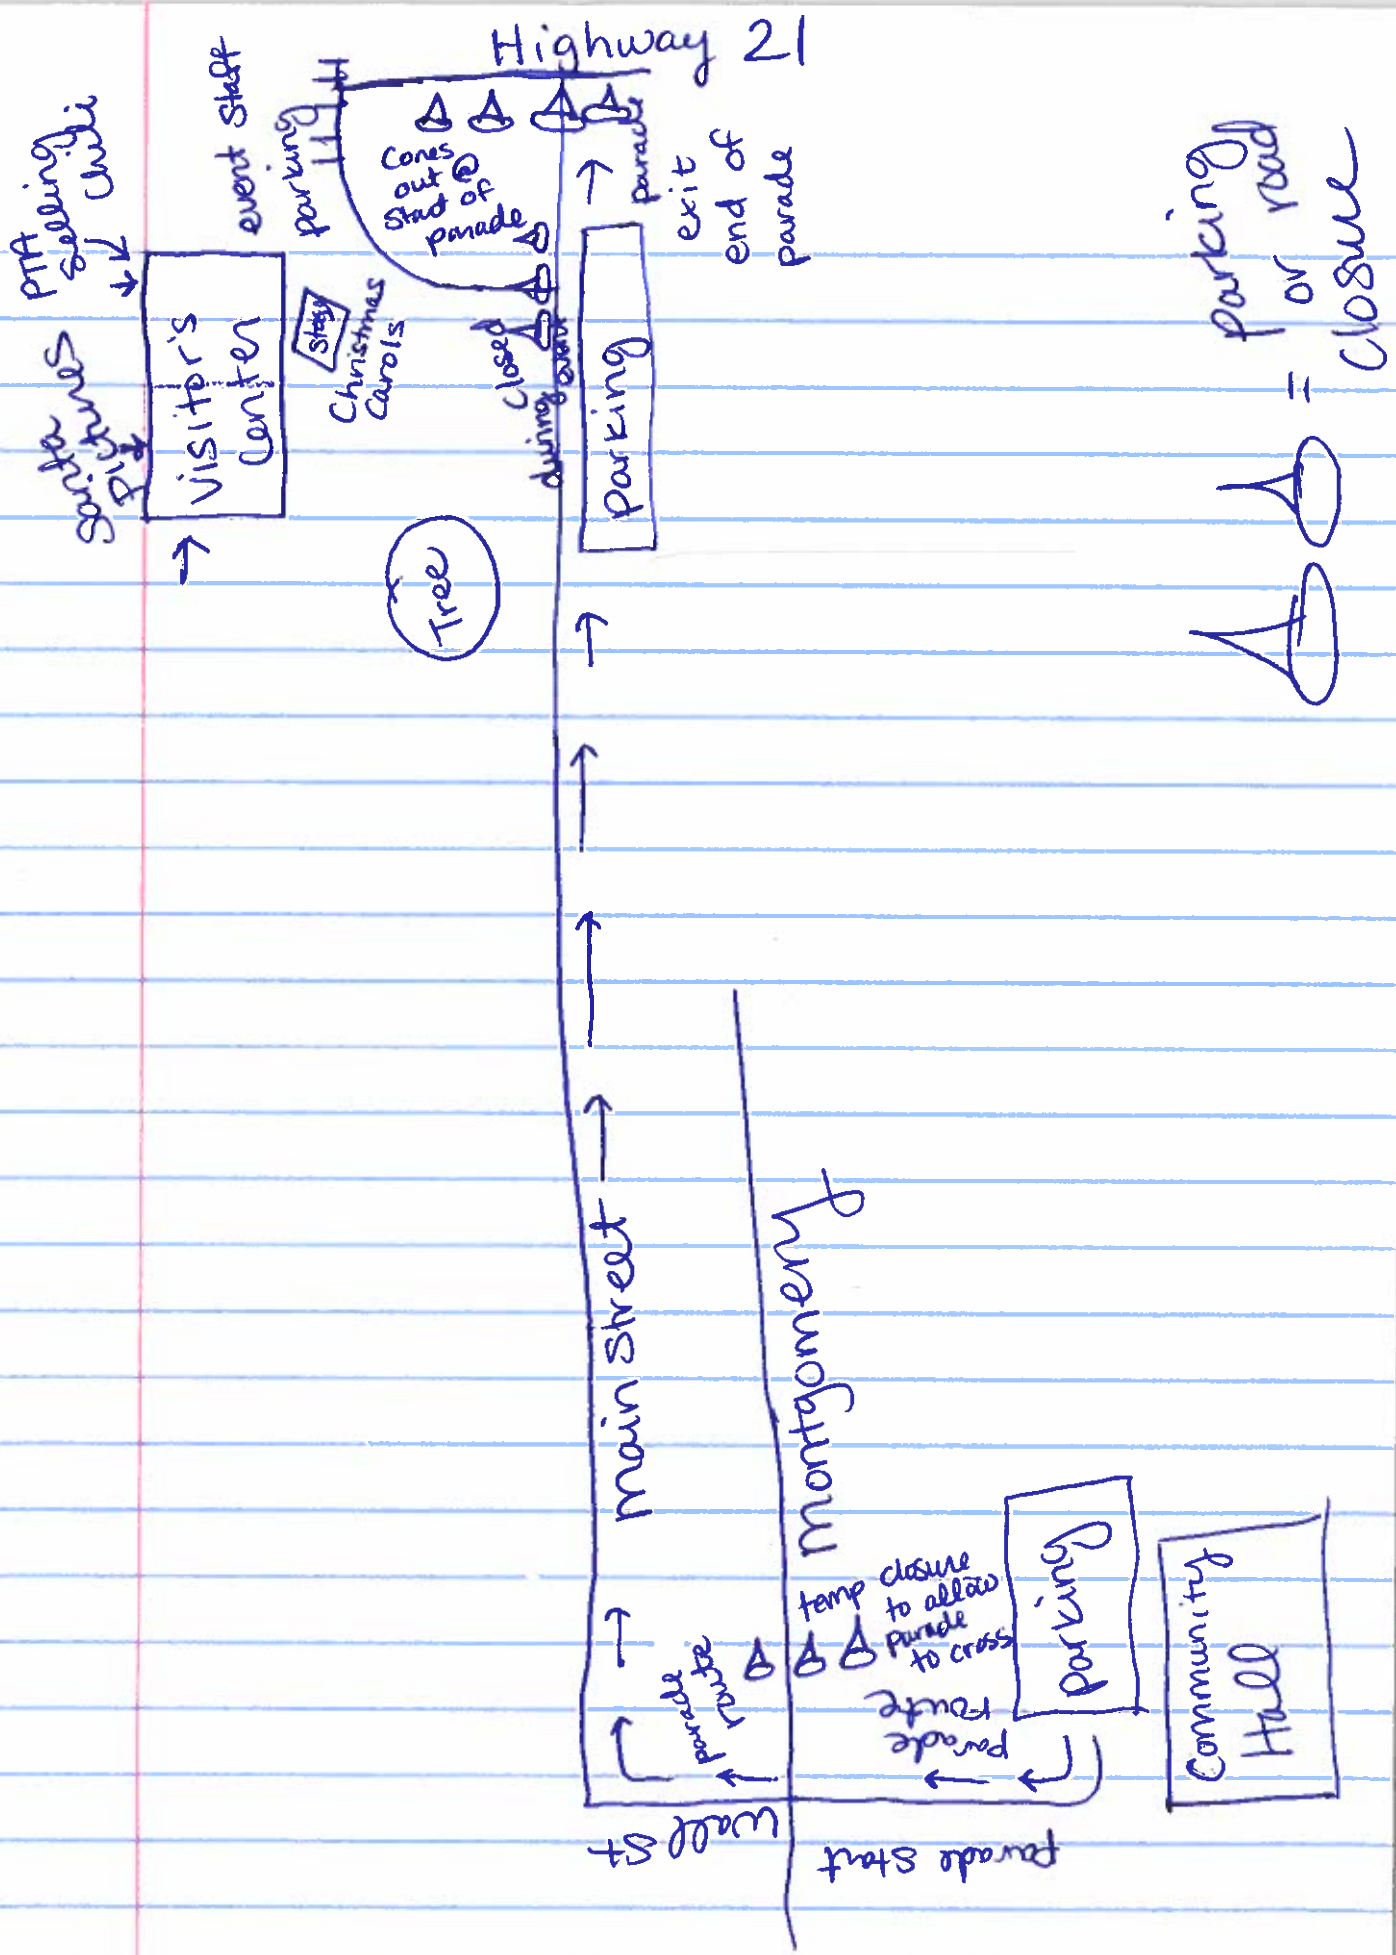 Highway 21
PTA
Selling
Chili
event staff
parking
Cones
out @
start of
parade
parade
exit
end of
parade
Parking
or road
closure
=
Santa
Pictures
Visitor's
Center
Stage
Christmas
Carols
Closed
during event
Parking
Tree
Main Street
Montgomery
temp closure
to allow
parade
to cross
parade
route
parade
route
Parking
Community
Hall
Wall St
parade start